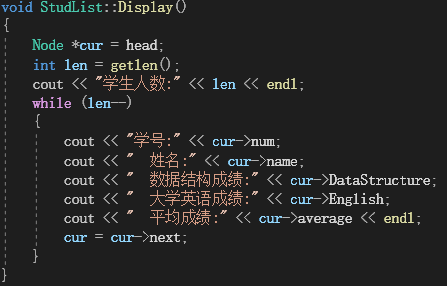 void StudList::Display()
{
Node *cur = head;
int len = getlen();
cout << "学生人数:" << len << endl;
while (len--)
{
cout << "学号:" << cur->num;
cout << "  姓名:" << cur->name;
cout << "  数据结构成绩:" << cur->DataStructure;
cout << "  大学英语成绩:" << cur->English;
cout << "  平均成绩:" << cur->average << endl;
cur = cur->next;
}
}